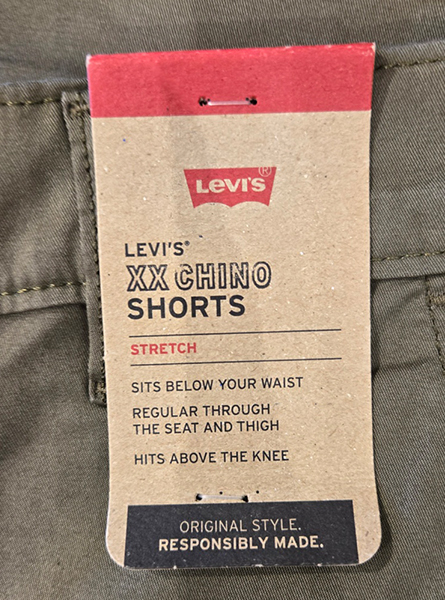 Levi's®
LEVI'S®
XX CHINO
SHORTS
STRETCH
SITS BELOW YOUR WAIST
REGULAR THROUGH
THE SEAT AND THIGH
HITS ABOVE THE KNEE
ORIGINAL STYLE.
RESPONSIBLY MADE.